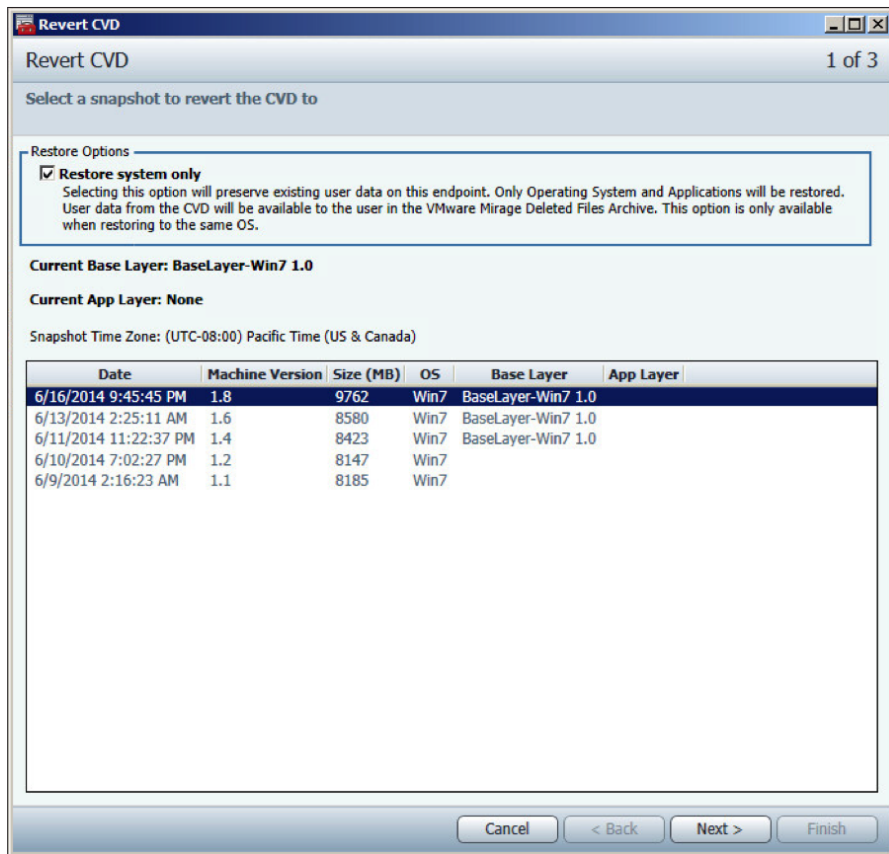 Revert CVD
Revert CVD 1 of 3
Select a snapshot to revert the CVD to
Restore Options
Restore system only
Selecting this option will preserve existing user data on this endpoint. Only Operating System and Applications will be restored.
User data from the CVD will be available to the user in the VMware Mirage Deleted Files Archive. This option is only available
when restoring to the same OS.
Current Base Layer: BaseLayer-Win7 1.0
Current App Layer: None
Snapshot Time Zone: (UTC-08:00) Pacific Time (US & Canada)
Date Machine Version Size (MB) OS Base Layer App Layer
6/16/2014 9:45:45 PM 1.8 9762 Win7 BaseLayer-Win7 1.0
6/13/2014 2:25:11 AM 1.6 8580 Win7 BaseLayer-Win7 1.0
6/11/2014 11:22:37 PM 1.4 8423 Win7 BaseLayer-Win7 1.0
6/10/2014 7:02:27 PM 1.2 8147 Win7
6/9/2014 2:16:23 AM 1.1 8185 Win7
Cancel < Back Next > Finish